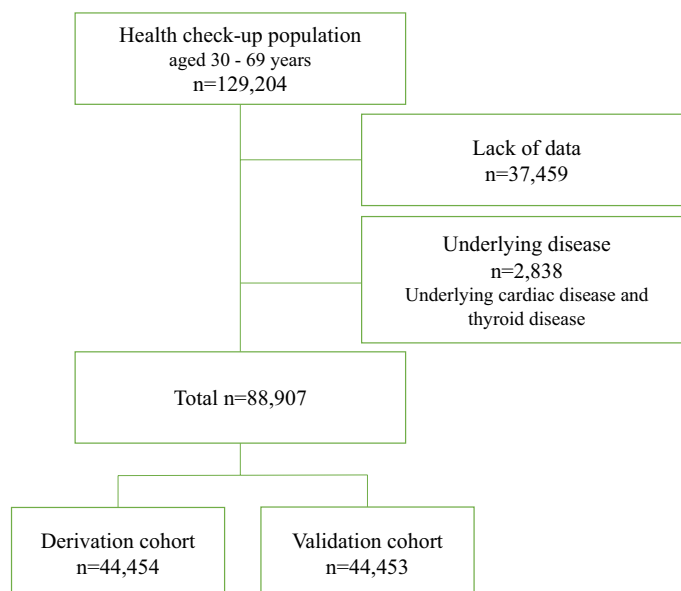 Health check-up population
aged 30 - 69 years
n=129,204
Lack of data
n=37,459
Underlying disease
n=2,838
Underlying cardiac disease and
thyroid disease
Total n=88,907
Derivation cohort
n=44,454
Validation cohort
n=44,453